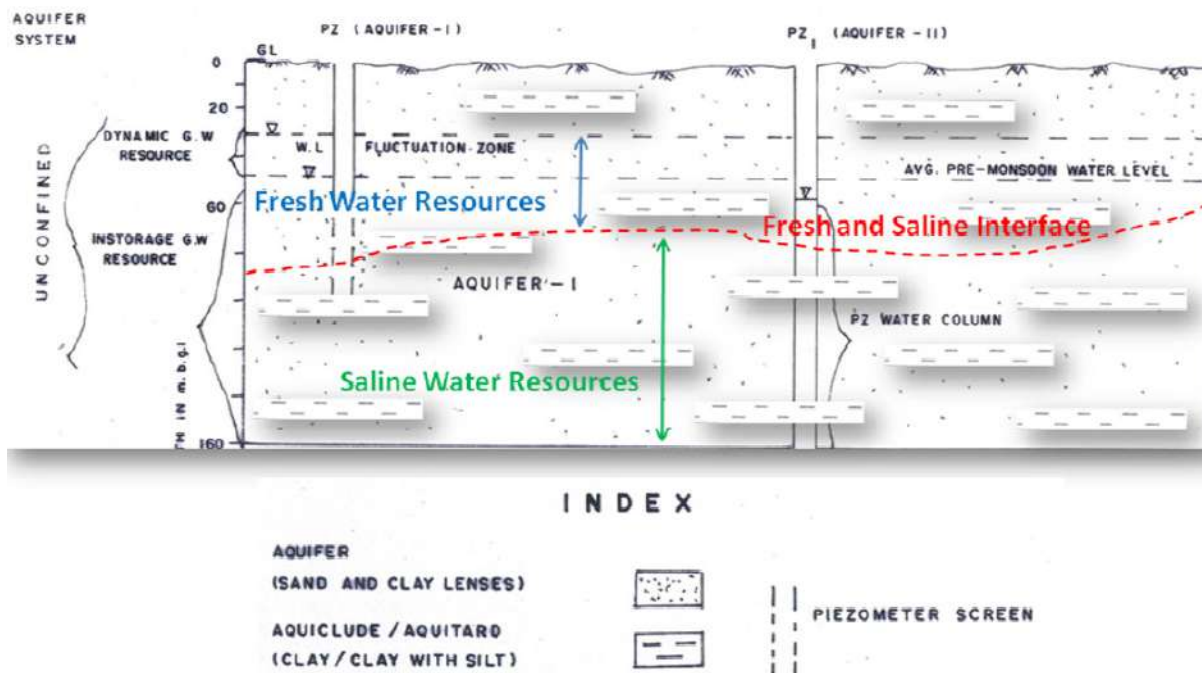 AQUIFER
SYSTEM
PZ (AQUIFER-I)
PZ1 (AQUIFER-II)
GL
0
20
60
160
DYNAMIC G.W
RESOURCE
W.L
FLUCTUATION ZONE
AVG. PRE-MONSOON WATER LEVEL
Fresh Water Resources
Fresh and Saline Interface
UNCONFINED
INSTORAGE G.W
RESOURCE
AQUIFER-I
PZ WATER COLUMN
Saline Water Resources
IN m.b.g.l
INDEX
AQUIFER
(SAND AND CLAY LENSES)
PIEZOMETER SCREEN
AQUICLUDE / AQUITARD
(CLAY/CLAY WITH SILT)